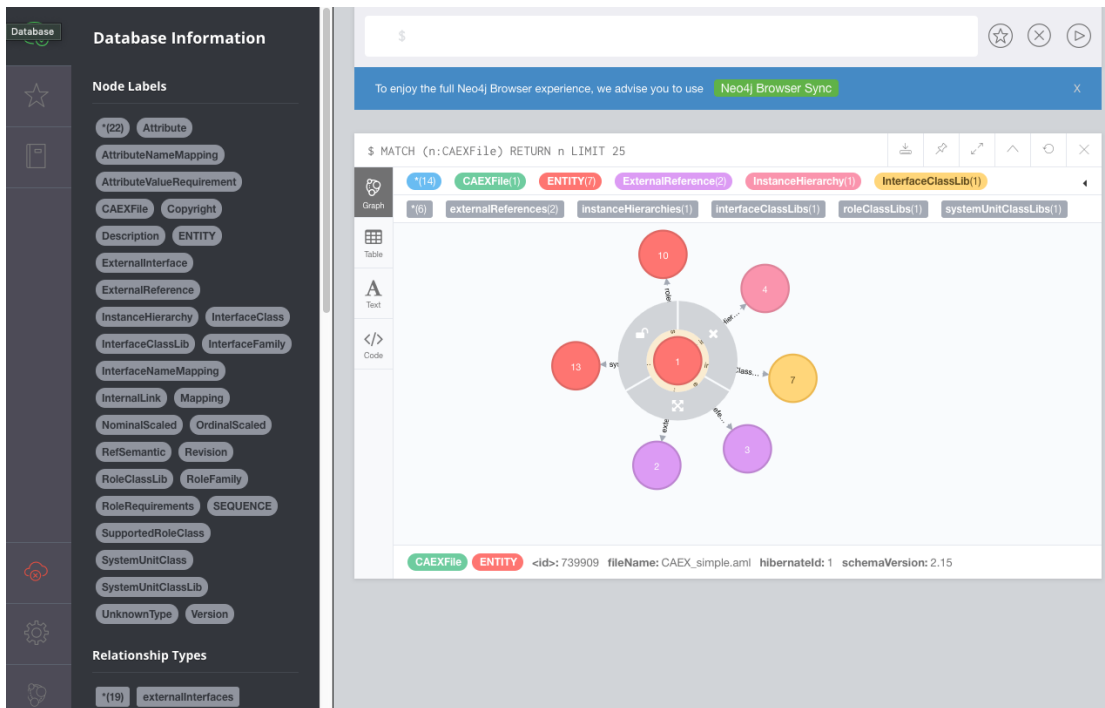 Database
Database Information
Node Labels
*(22) Attribute
AttributeNameMapping
AttributeValueRequirement
CAEXFile Copyright
Description ENTITY
ExternalInterface
ExternalReference
InstanceHierarchy InterfaceClass
InterfaceClassLib InterfaceFamily
InterfaceNameMapping
InternalLink Mapping
NominalScaled OrdinalScaled
RefSemantic Revision
RoleClassLib RoleFamily
RoleRequirements SEQUENCE
SupportedRoleClass
SystemUnitClass
SystemUnitClassLib
UnknownType Version
Relationship Types
*(19) externalInterfaces
$
To enjoy the full Neo4j Browser experience, we advise you to use Neo4j Browser Sync X
$ MATCH (n:CAEXFile) RETURN n LIMIT 25
Graph
Table
A
Text
</>
Code
*(14) CAEXFile(1) ENTITY(7) ExternalReference(2) InstanceHierarchy(1) InterfaceClassLib(1)
*(6) externalReferences(2) instanceHierarchies(1) interfaceClassLibs(1) roleClassLibs(1) systemUnitClassLibs(1)
10
role
4
13
sy
1
Class...
7
exte
efe...
2
3
CAEXFile ENTITY <id>: 739909 fileName: CAEX_simple.aml hibernateId: 1 schemaVersion: 2.15